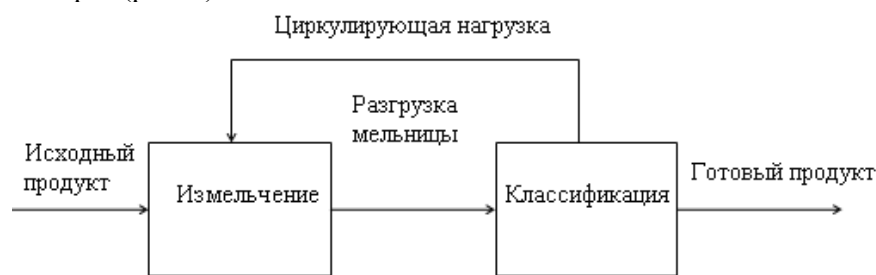 Циркулирующая нагрузка
Разгрузка
мельницы
Исходный
продукт
Измельчение
Классификация
Готовый продукт